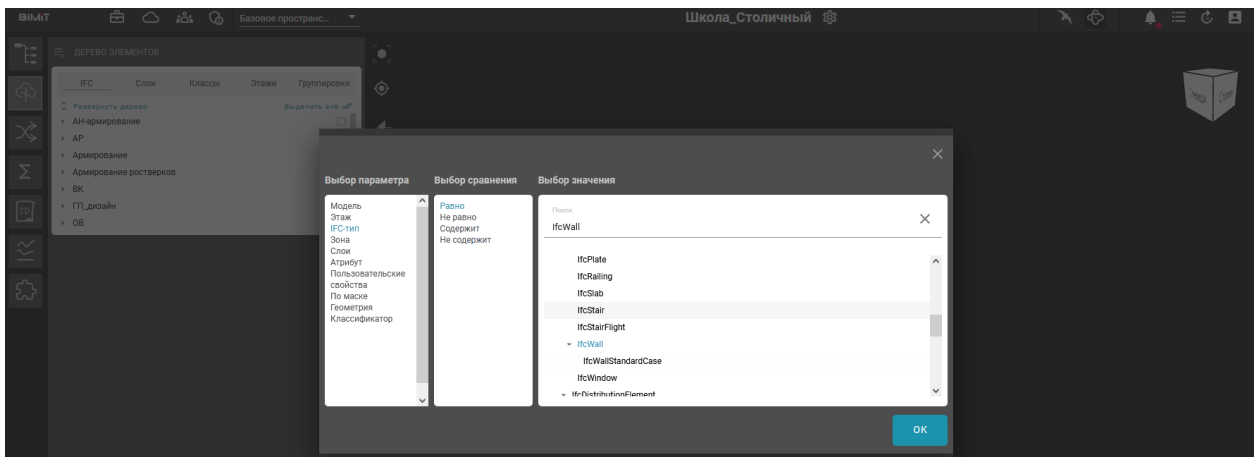 BIMiT
Базовое пространс...
Школа_Столичный
ДЕРЕВО ЭЛЕМЕНТОВ
IFC Слои Классы Этажи Группировки
Развернуть дерево Выделить всё
АН-армирование
АР
Армирование
Армирование ростверков
ВК
ГП_дизайн
ОВ
Выбор параметра
Модель
Этаж
IFC-тип
Зона
Слои
Атрибут
Пользовательские
свойства
По маске
Геометрия
Классификатор
Выбор сравнения
Равно
Не равно
Содержит
Не содержит
Выбор значения
Поиск
IfcWall
IfcPlate
IfcRailing
IfcSlab
IfcStair
IfcStairFlight
IfcWall
IfcWallStandardCase
IfcWindow
IfcDistributionElement
OK